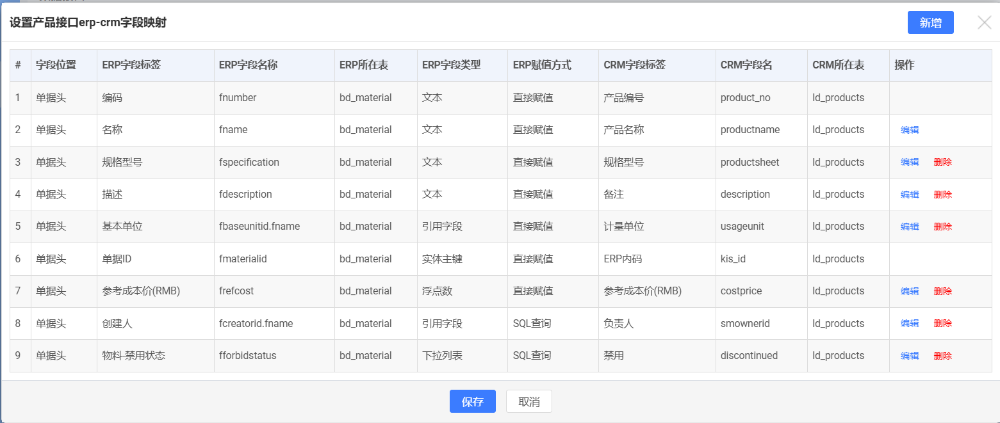 设置产品接口erp-crm字段映射 新增
# 字段位置 ERP字段标签 ERP字段名称 ERP所在表 ERP字段类型 ERP赋值方式 CRM字段标签 CRM字段名 CRM所在表 操作
1 单据头 编码 fnumber bd_material 文本 直接赋值 产品编号 product_no ld_products
2 单据头 名称 fname bd_material 文本 直接赋值 产品名称 productname ld_products 编辑
3 单据头 规格型号 fspecification bd_material 文本 直接赋值 规格型号 productsheet ld_products 编辑 删除
4 单据头 描述 fdescription bd_material 文本 直接赋值 备注 description ld_products 编辑 删除
5 单据头 基本单位 fbaseunitid.fname bd_material 引用字段 直接赋值 计量单位 usageunit ld_products 编辑 删除
6 单据头 单据ID fmaterialid bd_material 实体主键 直接赋值 ERP内码 kis_id ld_products
7 单据头 参考成本价(RMB) frefcost bd_material 浮点数 直接赋值 参考成本价(RMB) costprice ld_products 编辑 删除
8 单据头 创建人 fcreatorid.fname bd_material 引用字段 SQL查询 负责人 smownerid ld_products 编辑 删除
9 单据头 物料-禁用状态 fforbidstatus bd_material 下拉列表 SQL查询 禁用 discontinued ld_products 编辑 删除
保存 取消